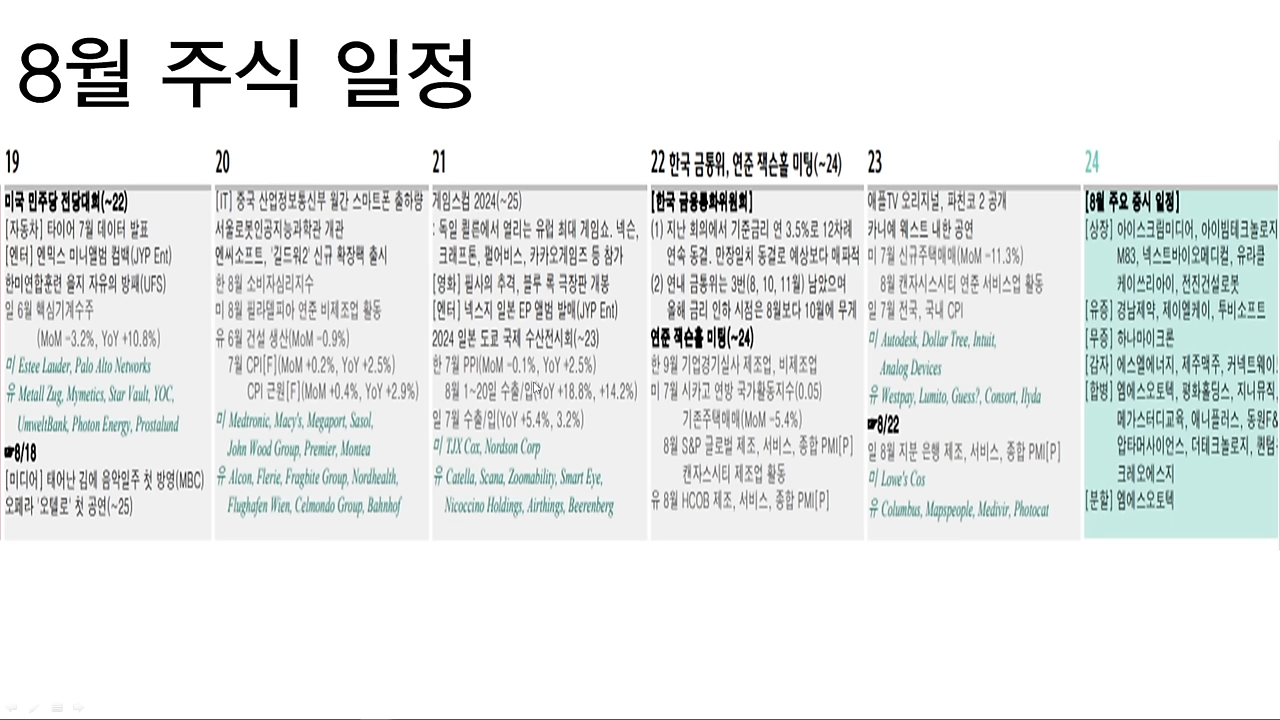 8월 주식 일정
19
미국 민주당 전당대회(~22)
[자동차] 타이어 7월 데이터 발표
[엔터] 엔믹스 미니앨범 컴백(JYP Ent)
한미연합훈련 을지 자유의 방패(UFS)
일 6월 핵심기계수주
(MoM -3.2%, YoY +10.8%)
미 Estee Lauder, Palo Alto Networks
유 Metall Zug, Mymetics, Star Vault, YOC,
UmweltBank, Photon Energy, Prostalund
☞8/18
[미디어] 태어난 김에 음악일주 첫 방영(MBC)
오페라 '오텔로' 첫 공연(~25)
20
[IT] 중국 산업정보통신부 월간 스마트폰 출하량
서울로봇인공지능과학관 개관
엔씨소프트, '길드워2' 신규 확장팩 출시
한 8월 소비자심리지수
미 8월 필라델피아 연준 비제조업 활동
유 6월 건설 생산(MoM -0.9%)
7월 CPI[F](MoM +0.2%, YoY +2.5%)
CPI 근원[F](MoM +0.4%, YoY +2.9%)
미 Medtronic, Macy's, Megaport, Sasol,
John Wood Group, Premier, Montea
유 Alcon, Flerie, Fragbite Group, Nordhealth,
Flughafen Wien, Celmondo Group, Bahnhof
21
게임스컴 2024(~25)
: 독일 퀼른에서 열리는 유럽 최대 게임쇼. 넥슨,
크래프톤, 펄어비스, 카카오게임즈 등 참가
[영화] 필사의 추격, 블루 록 극장판 개봉
[엔터] 넥스지 일본 EP 앨범 발매(JYP Ent)
2024 일본 도쿄 국제 수산전시회(~23)
한 7월 PPI(MoM -0.1%, YoY +2.5%)
8월 1~20일 수출/입(YoY +18.8%, +14.2%)
일 7월 수출/입(YoY +5.4%, 3.2%)
미 TJX Cox, Nordson Corp
유 Catella, Scana, Zoomability, Smart Eye,
Nicoccino Holdings, Airthings, Beerenberg
22 한국 금통위, 연준 잭슨홀 미팅(~24)
[한국 금융통화위원회]
(1) 지난 회의에서 기준금리 연 3.5%로 12차례
연속 동결. 만장일치 동결로 예상보다 매파적
(2) 연내 금통위는 3번(8, 10, 11월) 남았으며
올해 금리 인하 시점은 8월보다 10월에 무게
연준 잭슨홀 미팅(~24)
한 9월 기업경기실사 제조업, 비제조업
미 7월 시카고 연방 국가활동지수(0.05)
기존주택매매(MoM -5.4%)
8월 S&P 글로벌 제조, 서비스, 종합 PMI[P]
캔자스시티 제조업 활동
유 8월 HCOB 제조, 서비스, 종합 PMI[P]
23
애플TV 오리지널, 파친코 2 공개
카니예 웨스트 내한 공연
미 7월 신규주택매매(MoM -11.3%)
8월 캔자시스시티 연준 서비스업 활동
일 7월 전국, 국내 CPI
미 Autodesk, Dollar Tree, Intuit,
Analog Devices
유 Westpay, Lumito, Guess?, Consort, Ilyda
☞8/22
일 8월 지분 은행 제조, 서비스, 종합 PMI[P]
미 Lowe's Cos
유 Columbus, Mapspeople, Medivir, Photocat
24
[8월 주요 증시 일정]
[상장] 아이스크림미디어, 아이빔테크놀로지
M83, 넥스트바이오메디컬, 유라클
케이쓰리아이, 전진건설로봇
[유증] 경남제약, 제이엘케이, 투비소프트
[무증] 하나마이크론
[감자] 에스엘에너지, 제주맥주, 커넥트웨이.
[합병] 엠에스오토텍, 평화홀딩스, 지니뮤직,
메가스터디교육, 애니플러스, 동원F&
압타머사이언스, 더테크놀로지, 퀀텀
크레오에스지
[분할] 엠에스오토텍